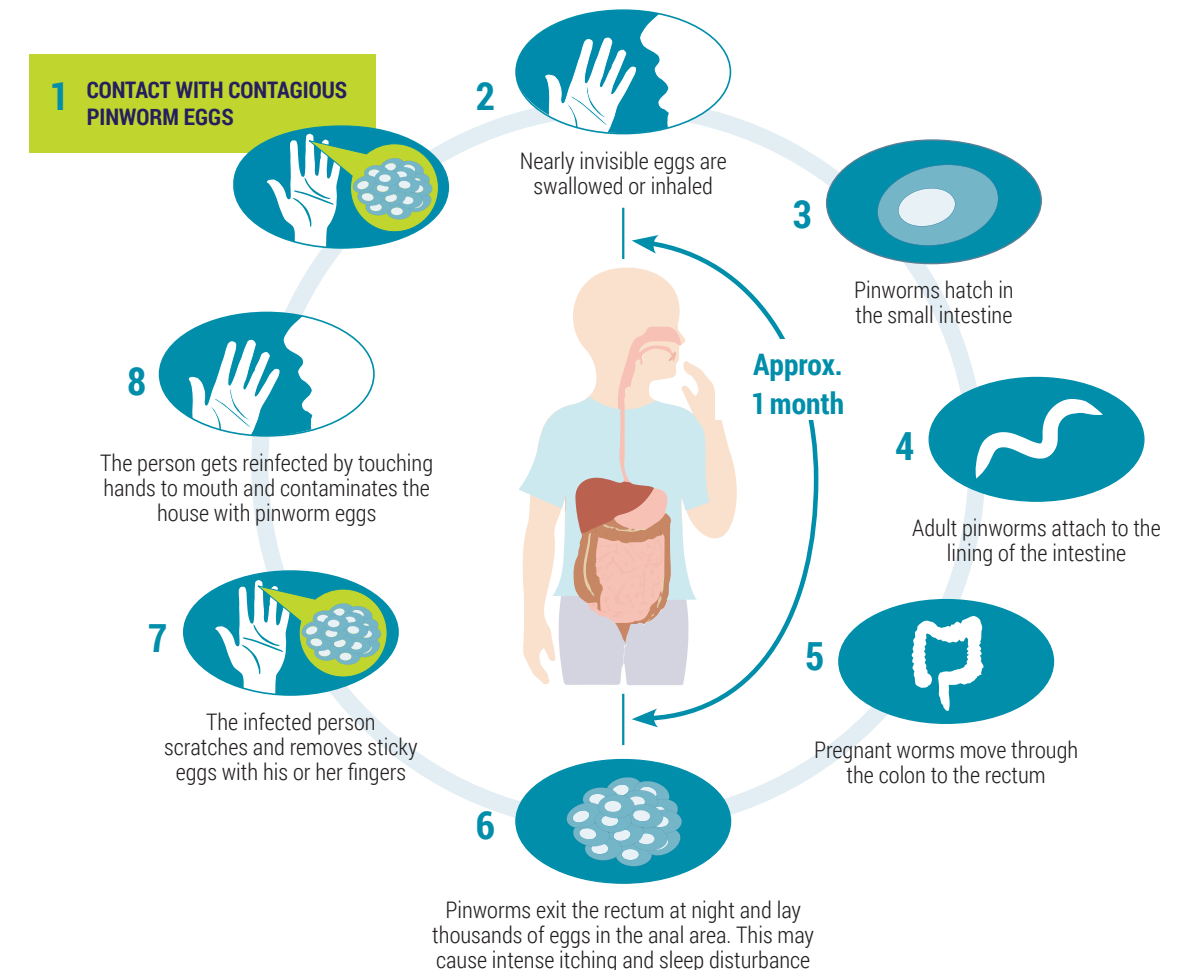 1 CONTACT WITH CONTAGIOUS
PINWORM EGGS
2
Nearly invisible eggs are
swallowed or inhaled
3
Pinworms hatch in
the small intestine
Approx.
1 month
4
Adult pinworms attach to the
lining of the intestine
5
Pregnant worms move through
the colon to the rectum
6
Pinworms exit the rectum at night and lay
thousands of eggs in the anal area. This may
cause intense itching and sleep disturbance
7
The infected person
scratches and removes sticky
eggs with his or her fingers
8
The person gets reinfected by touching
hands to mouth and contaminates the
house with pinworm eggs